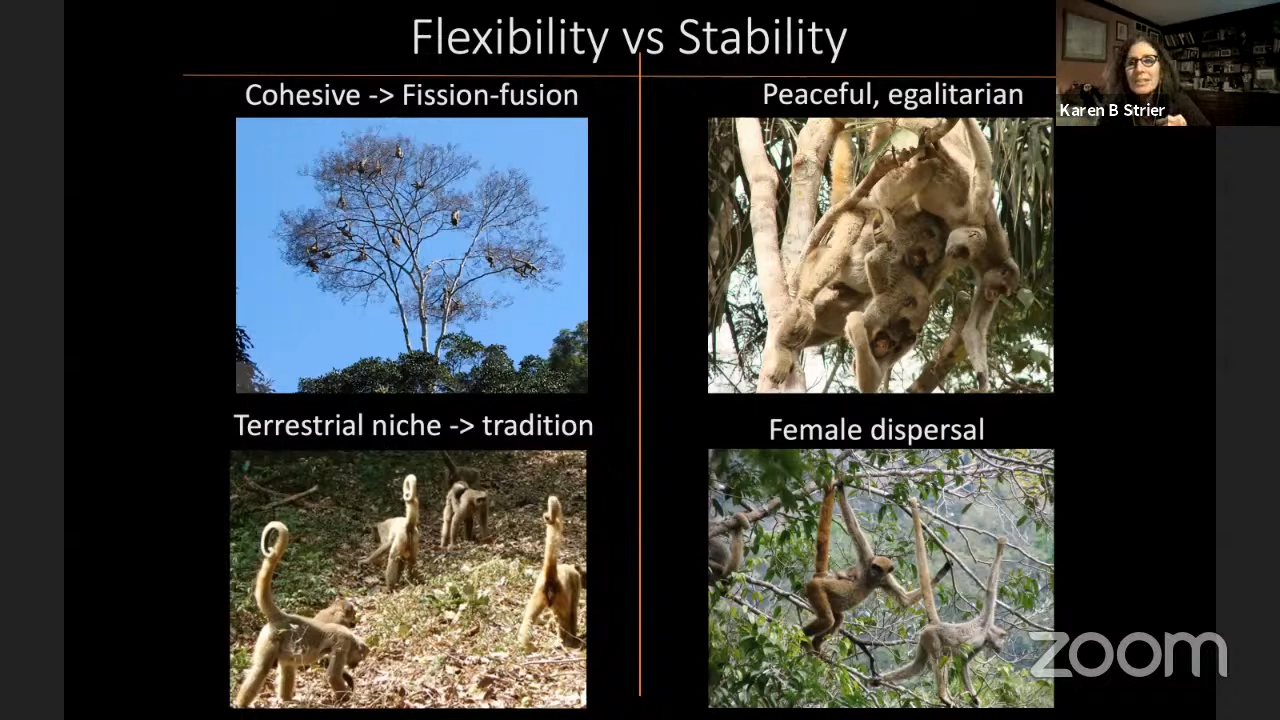 Flexibility vs Stability
Cohesive -> Fission-fusion
Peaceful, egalitarian
Karen B Strier
Terrestrial niche -> tradition
Female dispersal
zoom